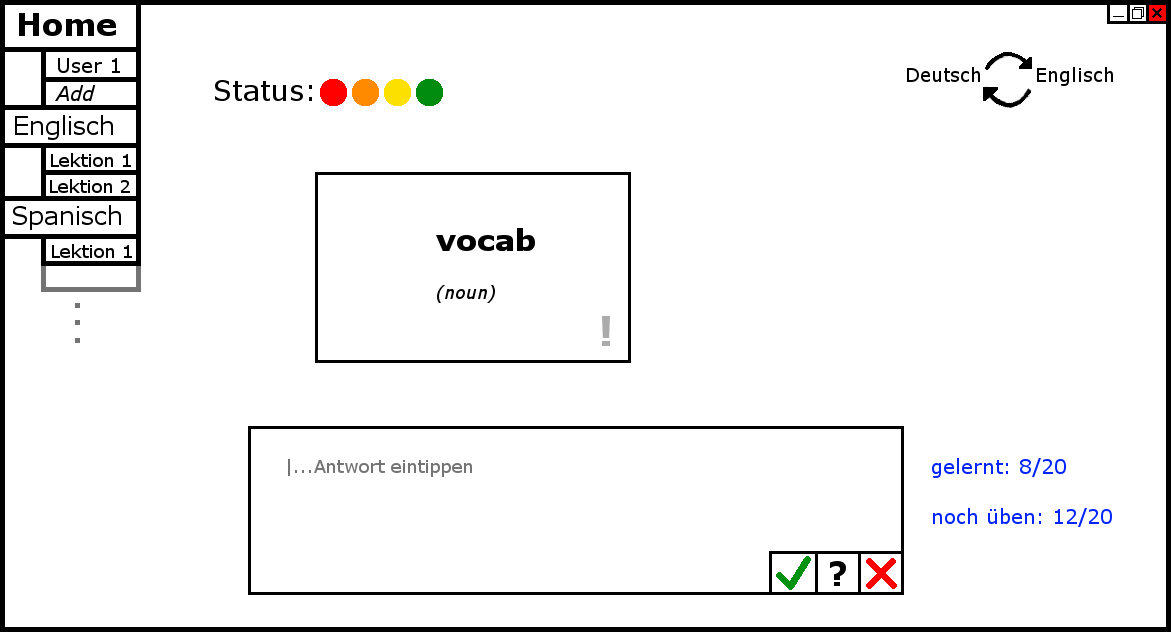 Home
User 1
Add
Englisch
Lektion 1
Lektion 2
Spanisch
Lektion 1
Status:
Deutsch Englisch
vocab
(noun)
!
|...Antwort eintippen
?
gelernt: 8/20
noch üben: 12/20